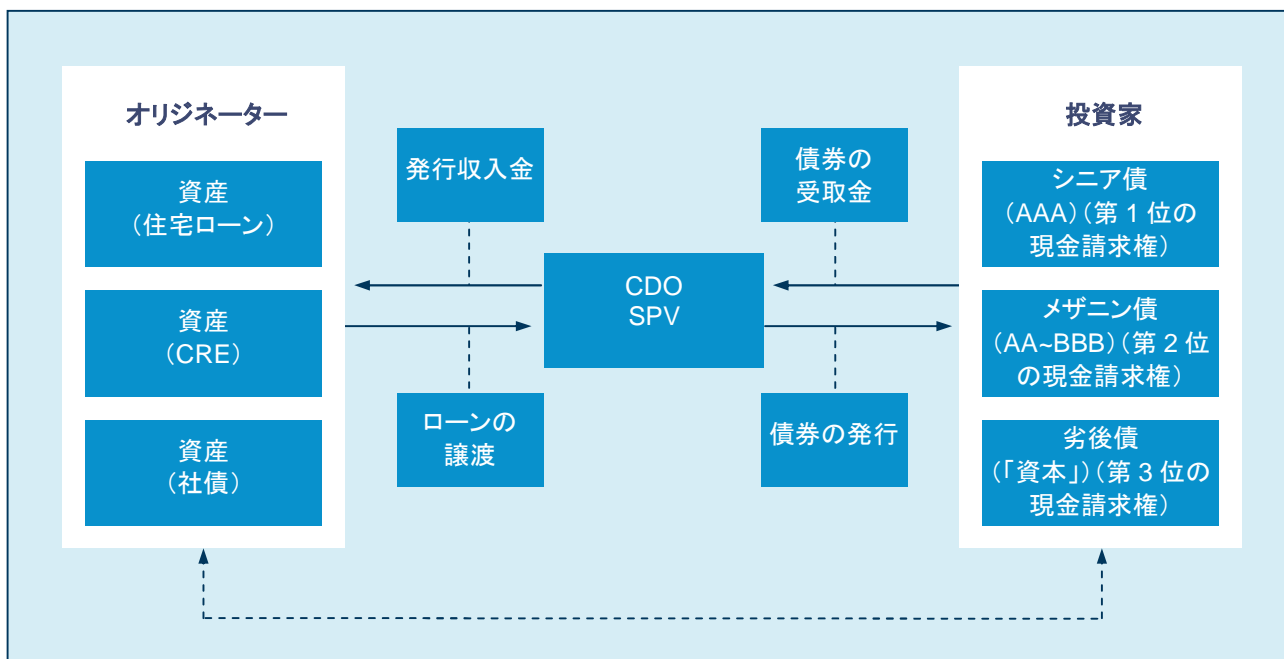 オリジネーター
資産
(住宅ローン)
資産
(CRE)
資産
(社債)
発行収入金
ローンの
譲渡
CDO
SPV
債券の
受取金
債券の発行
投資家
シニア債
(AAA)(第 1 位の
現金請求権)
メザニン債
(AA~BBB)(第 2 位
の現金請求権)
劣後債
(「資本」)(第 3 位の
現金請求権)